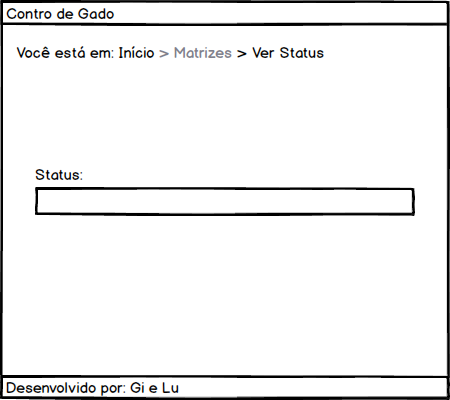 Contro de Gado
Você está em: Início > Matrizes > Ver Status
Status:
Desenvolvido por: Gi e Lu